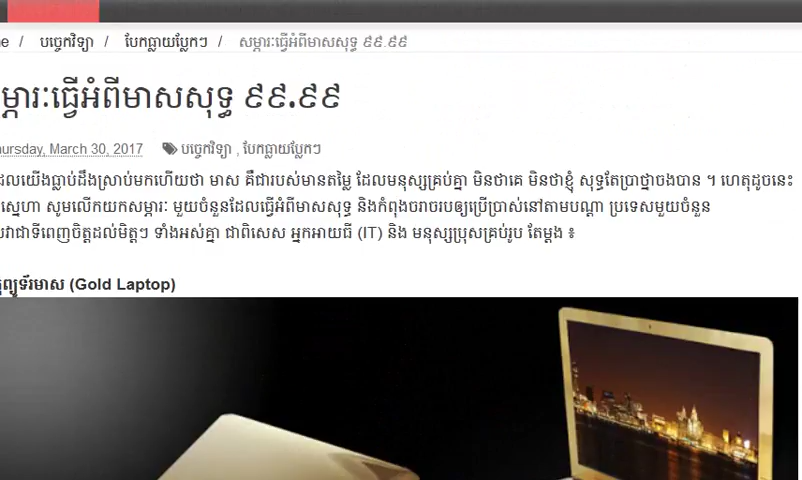 e / បច្ចេកវិទ្យា / បែកធ្លាយប្លែកៗ / សម្ភារៈធ្វើអំពីមាសសុទ្ធ ៩៩.៩៩
ម្ភារៈធ្វើអំពីមាសសុទ្ធ ៩៩.៩៩
ursday, March 30, 2017 បច្ចេកវិទ្យា , បែកធ្លាយប្លែកៗ
ដែលយើងធ្លាប់ដឹងស្រាប់មកហើយថា មាស គឺជារបស់មានតម្លៃ ដែលមនុស្សគ្រប់គ្នា មិនថាគេ មិនថាខ្ញុំ សុទ្ធតែប្រាថ្នាចងបាន ។ ហេតុដូចនេះ
ស្នេហា សូមលើកយកសម្ភារៈ មួយចំនួនដែលធ្វើអំពីមាសសុទ្ធ និងកំពុងចរាចរបឲ្យប្រើប្រាស់នៅតាមបណ្តា ប្រទេសមួយចំនួន
វាជាទីពេញចិត្តដល់មិត្តៗ ទាំងអស់គ្នា ជាពិសេស អ្នកអាយធី (IT) និង មនុស្សប្រុសគ្រប់រូប តែម្តង ៖
ព្យូទ័រមាស (Gold Laptop)